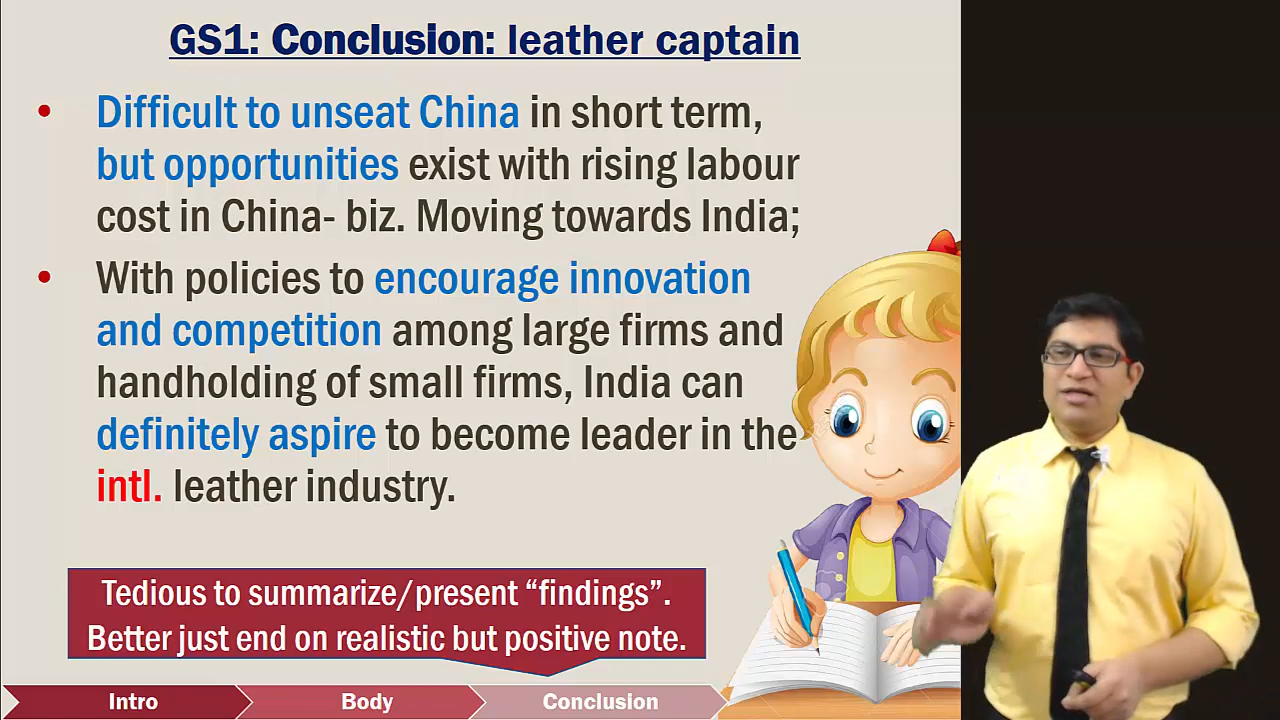 GS1: Conclusion: leather captain
• Difficult to unseat China in short term,
but opportunities exist with rising labour
cost in China- biz. Moving towards India;
• With policies to encourage innovation
and competition among large firms and
handholding of small firms, India can
definitely aspire to become leader in the
intl. leather industry.
Tedious to summarize/present “findings”.
Better just end on realistic but positive note.
Intro
Body
Conclusion